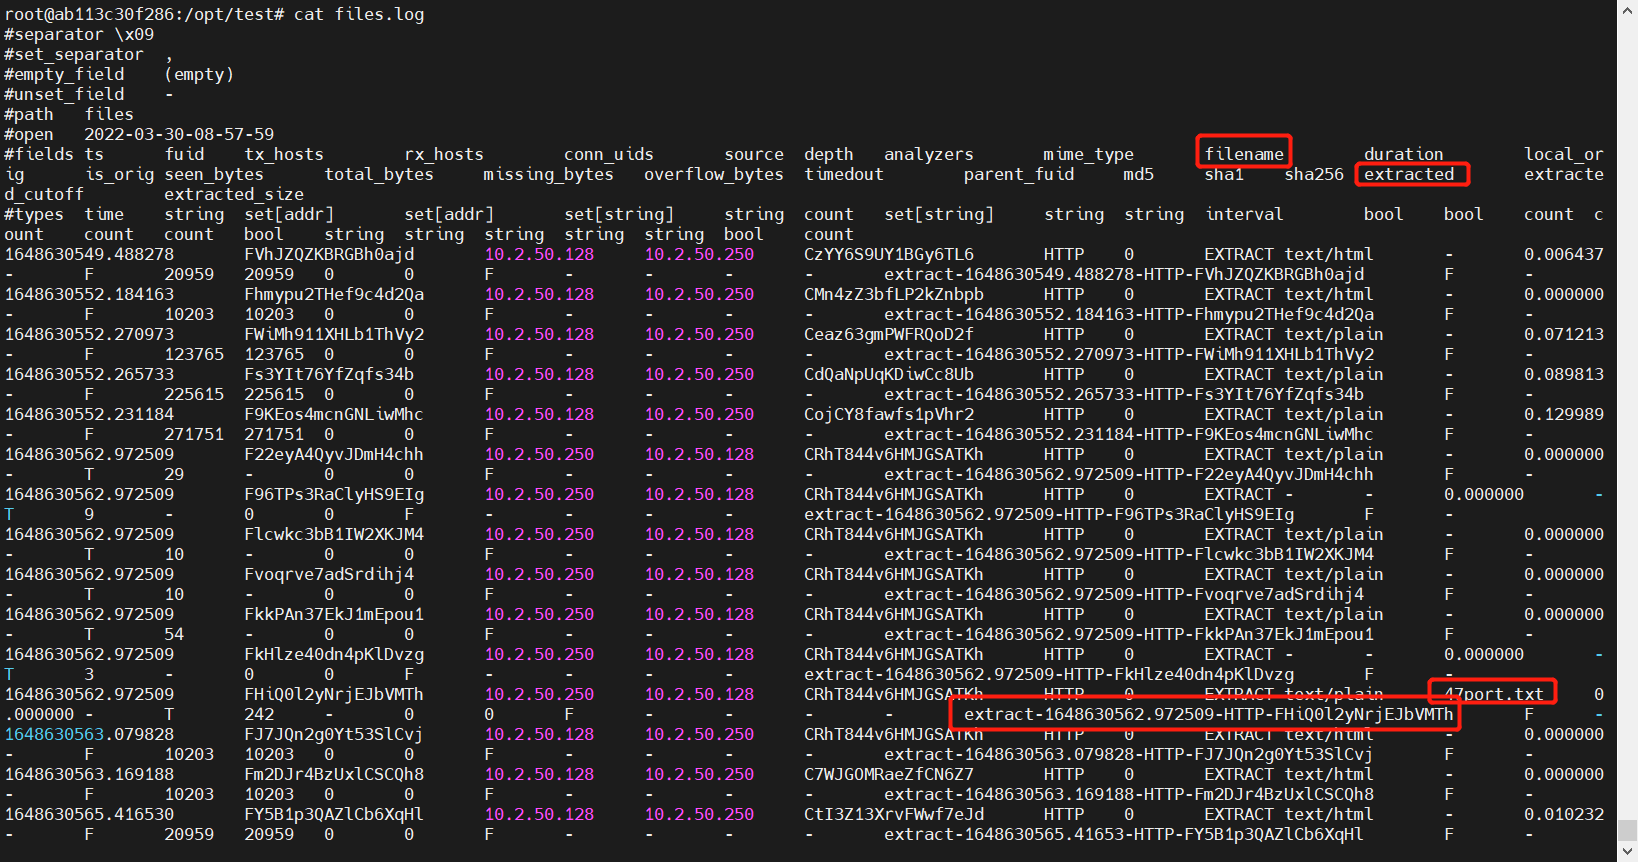 root@ab113c30f286:/opt/test# cat files.log
#separator \x09
#set_separator  ,
#empty_field    (empty)
#unset_field    -
#path   files
#open   2022-03-30-08-57-59
#fields ts      fuid    tx_hosts        rx_hosts        conn_uids       source  depth   analyzers       mime_type       filename        duration        local_or
ig      is_orig seen_bytes      total_bytes     missing_bytes   overflow_bytes  timedout        parent_fuid     md5     sha1    sha256  extracted       extracte
d_cutoff        extracted_size
#types  time    string  set[addr]       set[addr]       set[string]     string  count   set[string]     string  string  interval        bool    bool    count   c
ount    count   count   bool    string  string  string  string  string  bool    count
1648630549.488278       FVhJZQZKBRGBh0ajd       10.2.50.128     10.2.50.250     CzYY6S9UY1BGy6TL6       HTTP    0       EXTRACT text/html       -       0.006437
-       F       20959   20959   0       0       F       -       -       -       -       extract-1648630549.488278-HTTP-FVhJZQZKBRGBh0ajd        F       -
1648630552.184163       Fhmypu2THef9c4d2Qa      10.2.50.128     10.2.50.250     CMn4zZ3bfLP2kZnbpb      HTTP    0       EXTRACT text/html       -       0.000000
-       F       10203   10203   0       0       F       -       -       -       -       extract-1648630552.184163-HTTP-Fhmypu2THef9c4d2Qa       F       -
1648630552.270973       FWiMh911XHLb1ThVy2      10.2.50.128     10.2.50.250     Ceaz63gmPWFRQoD2f       HTTP    0       EXTRACT text/plain      -       0.071213
-       F       123765  123765  0       0       F       -       -       -       -       extract-1648630552.270973-HTTP-FWiMh911XHLb1ThVy2       F       -
1648630552.265733       Fs3YIt76YfZqfs34b       10.2.50.128     10.2.50.250     CdQaNpUqKDiwCc8Ub       HTTP    0       EXTRACT text/plain      -       0.089813
-       F       225615  225615  0       0       F       -       -       -       -       extract-1648630552.265733-HTTP-Fs3YIt76YfZqfs34b        F       -
1648630552.231184       F9KEos4mcnGNLiwMhc      10.2.50.128     10.2.50.250     CojCY8fawfs1pVhr2       HTTP    0       EXTRACT text/plain      -       0.129989
-       F       271751  271751  0       0       F       -       -       -       -       extract-1648630552.231184-HTTP-F9KEos4mcnGNLiwMhc       F       -
1648630562.972509       F22eyA4QyvJDmH4chh      10.2.50.250     10.2.50.128     CRhT844v6HMJGSATKh      HTTP    0       EXTRACT text/plain      -       0.000000
-       T       29      -       0       0       F       -       -       -       -       extract-1648630562.972509-HTTP-F22eyA4QyvJDmH4chh       F       -
1648630562.972509       F96TPs3RaClyHS9EIg      10.2.50.250     10.2.50.128     CRhT844v6HMJGSATKh      HTTP    0       EXTRACT -       -       0.000000        -
T       9       -       0       0       F       -       -       -       -       extract-1648630562.972509-HTTP-F96TPs3RaClyHS9EIg       F       -
1648630562.972509       Flcwkc3bB1IW2XKJM4      10.2.50.250     10.2.50.128     CRhT844v6HMJGSATKh      HTTP    0       EXTRACT text/plain      -       0.000000
-       T       10      -       0       0       F       -       -       -       -       extract-1648630562.972509-HTTP-Flcwkc3bB1IW2XKJM4       F       -
1648630562.972509       Fvoqrve7adSrdihj4       10.2.50.250     10.2.50.128     CRhT844v6HMJGSATKh      HTTP    0       EXTRACT text/plain      -       0.000000
-       T       10      -       0       0       F       -       -       -       -       extract-1648630562.972509-HTTP-Fvoqrve7adSrdihj4        F       -
1648630562.972509       FkkPAn37EkJ1mEpou1      10.2.50.250     10.2.50.128     CRhT844v6HMJGSATKh      HTTP    0       EXTRACT text/plain      -       0.000000
-       T       54      -       0       0       F       -       -       -       -       extract-1648630562.972509-HTTP-FkkPAn37EkJ1mEpou1       F       -
1648630562.972509       FkHlze40dn4pKlDvzg      10.2.50.250     10.2.50.128     CRhT844v6HMJGSATKh      HTTP    0       EXTRACT -       -       0.000000        -
T       3       -       0       0       F       -       -       -       -       extract-1648630562.972509-HTTP-FkHlze40dn4pKlDvzg       F       -
1648630562.972509       FHiQ0l2yNrjEJbVMTh      10.2.50.250     10.2.50.128     CRhT844v6HMJGSATKh      HTTP    0       EXTRACT text/plain      47port.txt      0
.000000 -       T       242     -       0       0       F       -       -       -       -       extract-1648630562.972509-HTTP-FHiQ0l2yNrjEJbVMTh       F       -
1648630563.079828       FJ7JQn2g0Yt53SlCvj      10.2.50.128     10.2.50.250     CRhT844v6HMJGSATKh      HTTP    0       EXTRACT text/html       -       0.000000
-       F       10203   10203   0       0       F       -       -       -       -       extract-1648630563.079828-HTTP-FJ7JQn2g0Yt53SlCvj       F       -
1648630563.169188       Fm2DJr4BzUxlCSCQh8      10.2.50.128     10.2.50.250     C7WJGOMRaeZfCN6Z7       HTTP    0       EXTRACT text/html       -       0.000000
-       F       10203   10203   0       0       F       -       -       -       -       extract-1648630563.169188-HTTP-Fm2DJr4BzUxlCSCQh8       F       -
1648630565.416530       FY5B1p3QAZlCb6XqHl      10.2.50.128     10.2.50.250     CtI3Z13XrvFWwf7eJd      HTTP    0       EXTRACT text/html       -       0.010232
-       F       20959   20959   0       0       F       -       -       -       -       extract-1648630565.41653-HTTP-FY5B1p3QAZlCb6XqHl        F       -